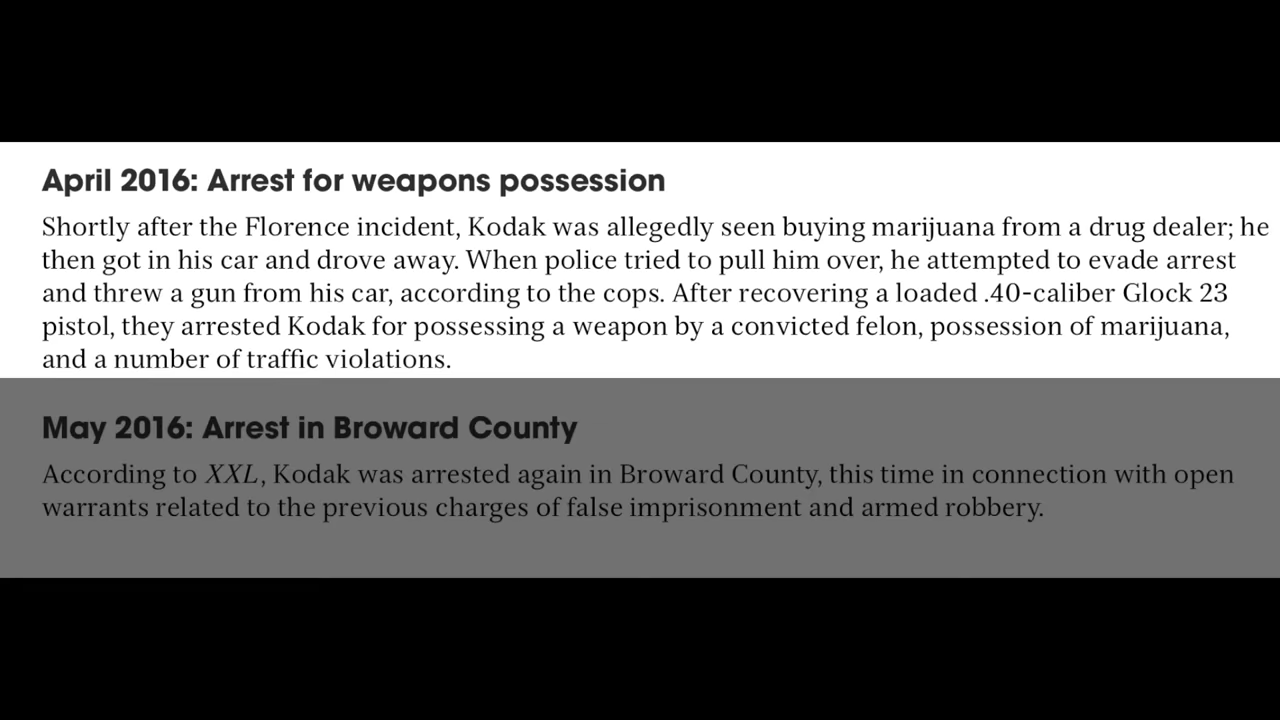 April 2016: Arrest for weapons possession
Shortly after the Florence incident, Kodak was allegedly seen buying marijuana from a drug dealer; he
then got in his car and drove away. When police tried to pull him over, he attempted to evade arrest
and threw a gun from his car, according to the cops. After recovering a loaded .40-caliber Glock 23
pistol, they arrested Kodak for possessing a weapon by a convicted felon, possession of marijuana,
and a number of traffic violations.
May 2016: Arrest in Broward County
According to XXL, Kodak was arrested again in Broward County, this time in connection with open
warrants related to the previous charges of false imprisonment and armed robbery.